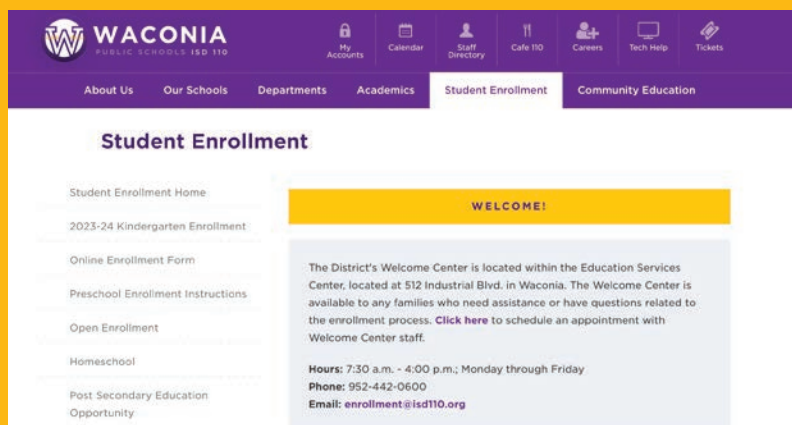 WACONIA
PUBLIC SCHOOLS ISD 110
My
Accounts
Calendar
Staff
Directory
Cafe 110
Careers
Tech Help
Tickets
About Us
Our Schools
Departments
Academics
Student Enrollment
Community Education
Student Enrollment
Student Enrollment Home
2023-24 Kindergarten Enrollment
Online Enrollment Form
Preschool Enrollment Instructions
Open Enrollment
Homeschool
Post Secondary Education
Opportunity
WELCOME!
The District's Welcome Center is located within the Education Services
Center, located at 512 Industrial Blvd. in Waconia. The Welcome Center is
available to any families who need assistance or have questions related to
the enrollment process. Click here to schedule an appointment with
Welcome Center staff.
Hours: 7:30 a.m. - 4:00 p.m.; Monday through Friday
Phone: 952-442-0600
Email: enrollment@isd110.org